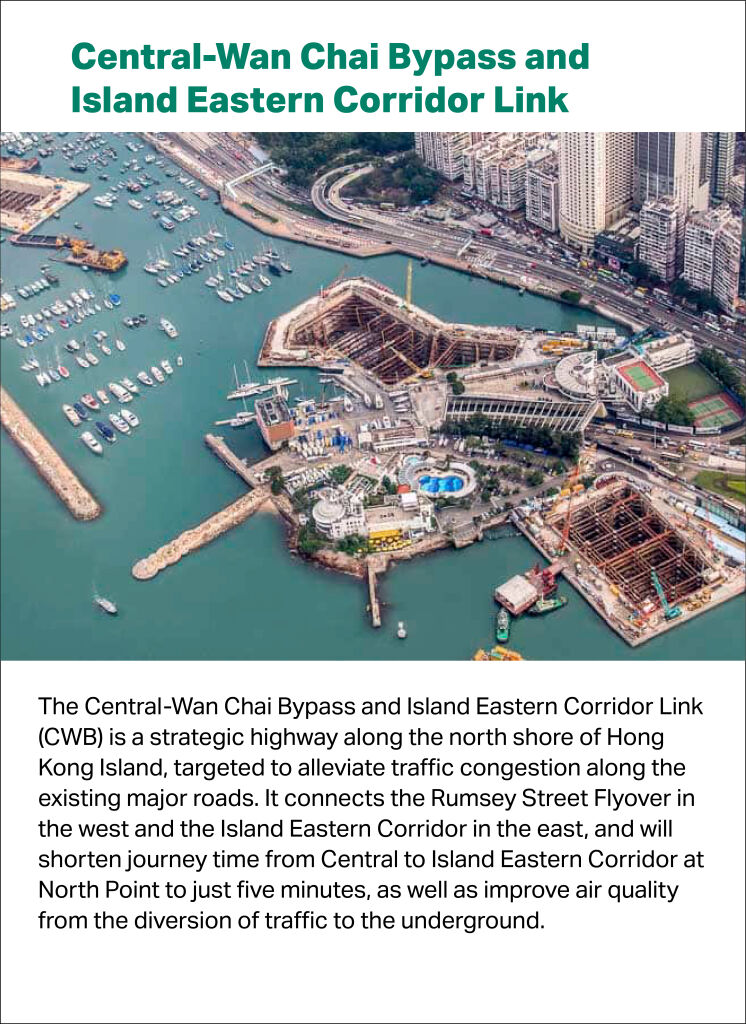 Central-Wan Chai Bypass and
Island Eastern Corridor Link
The Central-Wan Chai Bypass and Island Eastern Corridor Link
(CWB) is a strategic highway along the north shore of Hong
Kong Island, targeted to alleviate traffic congestion along the
existing major roads. It connects the Rumsey Street Flyover in
the west and the Island Eastern Corridor in the east, and will
shorten journey time from Central to Island Eastern Corridor at
North Point to just five minutes, as well as improve air quality
from the diversion of traffic to the underground.